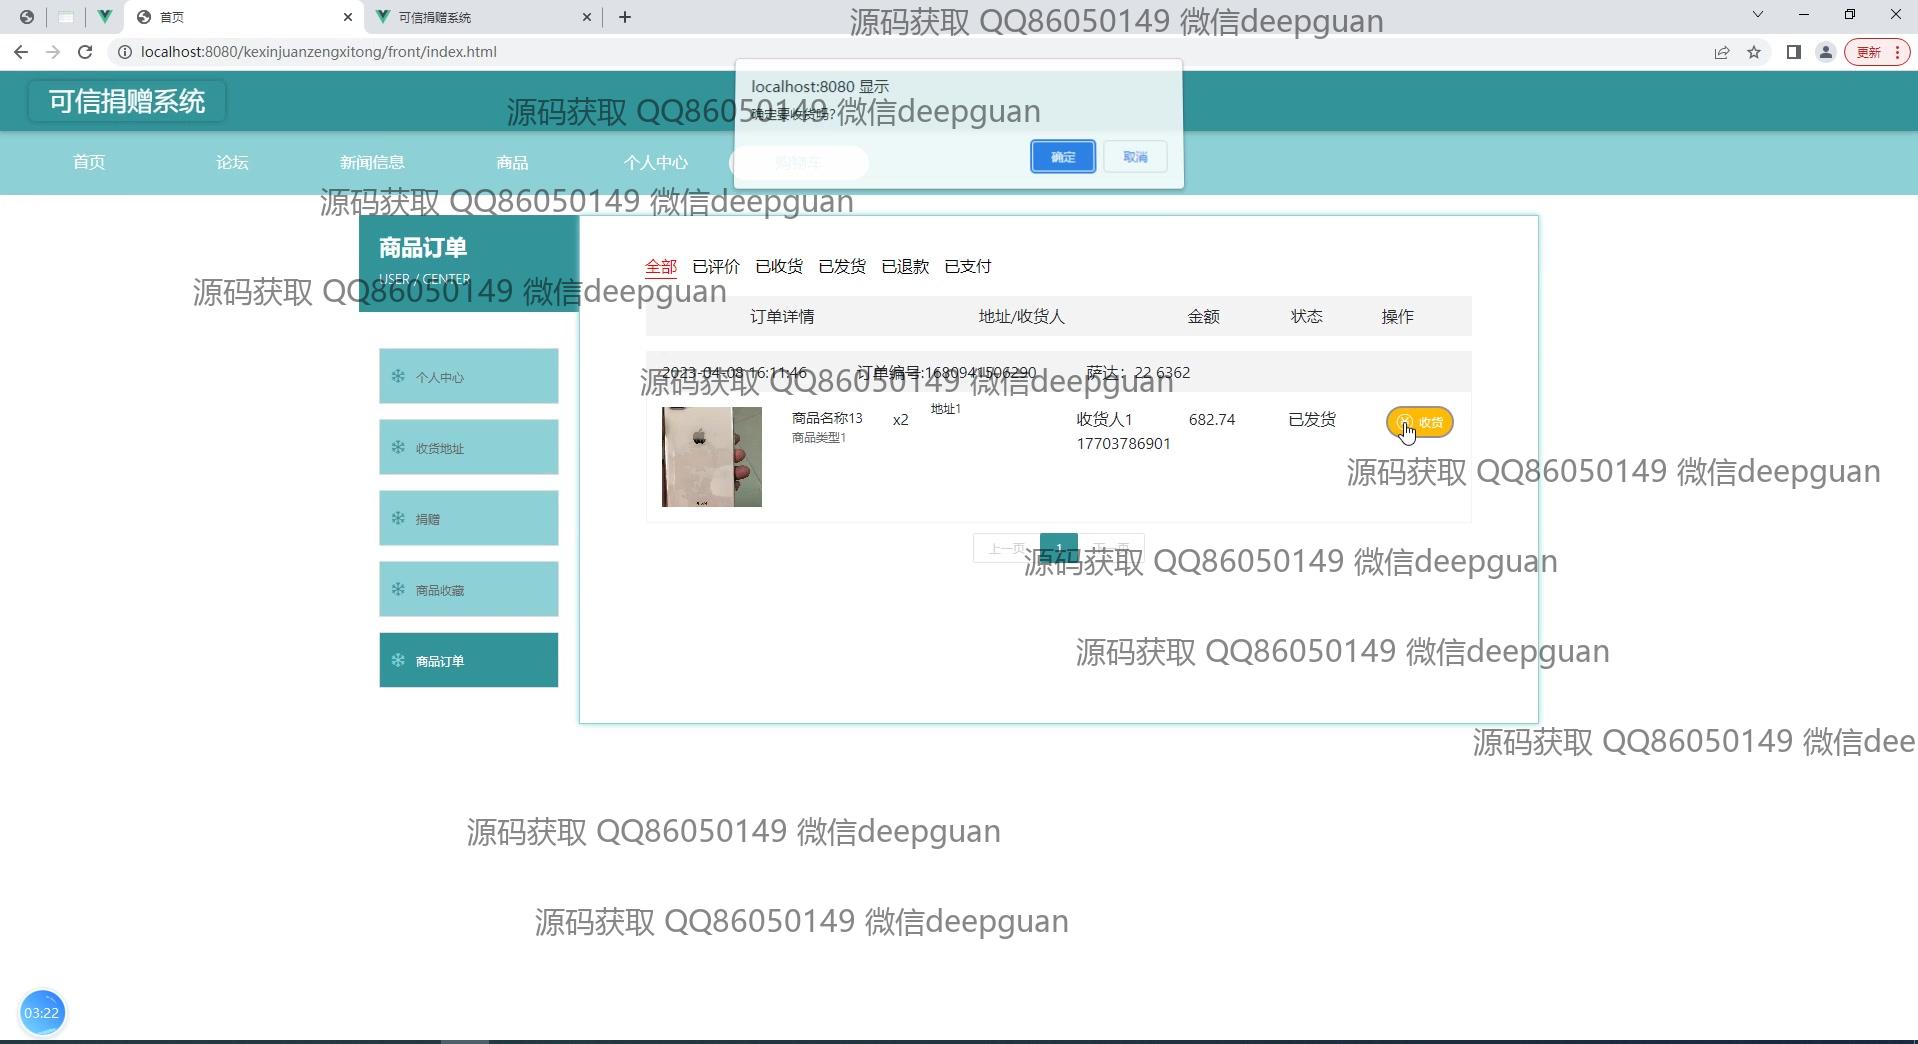 首页
可信捐赠系统
源码获取 QQ86050149 微信deepguan
localhost:8080/kexinjuanzengxitong/front/index.html
更新
localhost:8080 显示
确定要收货吗?
确定
取消
可信捐赠系统
源码获取 QQ86050149 微信deepguan
首页
论坛
新闻信息
商品
个人中心
购物车
源码获取 QQ86050149 微信deepguan
商品订单
USER / CENTER
源码获取 QQ86050149 微信deepguan
个人中心
收货地址
捐赠
商品收藏
商品订单
全部 已评价 已收货 已发货 已退款 已支付
订单详情 地址/收货人 金额 状态 操作
2023-04-08 16:11:46 订单编号:1680941506290 萨达: 22 6362
源码获取 QQ86050149 微信deepguan
商品名称13 x2 地址1 收货人1 682.74 已发货 收货
商品类型1 17703786901
源码获取 QQ86050149 微信deepguan
上一页 1 下一页
源码获取 QQ86050149 微信deepguan
源码获取 QQ86050149 微信deepguan
源码获取 QQ86050149 微信dee
源码获取 QQ86050149 微信deepguan
源码获取 QQ86050149 微信deepguan
03:22